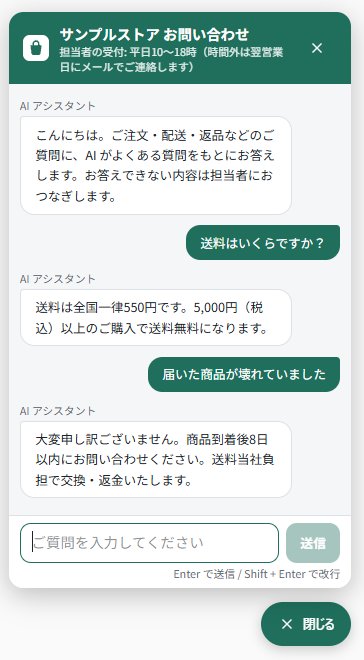 サンプルストア お問い合わせ
担当者の受付: 平日10〜18時（時間外は翌営業
日にメールでご連絡します）
AI アシスタント
こんにちは。ご注文・配送・返品などのご
質問に、AI がよくある質問をもとにお答え
します。お答えできない内容は担当者にお
つなぎします。
送料はいくらですか？
AI アシスタント
送料は全国一律550円です。5,000円（税
込）以上のご購入で送料無料になります。
届いた商品が壊れていました
AI アシスタント
大変申し訳ございません。商品到着後8日
以内にお問い合わせください。送料当社負
担で交換・返金いたします。
ご質問を入力してください
送信
Enter で送信 / Shift + Enter で改行
× 閉じる